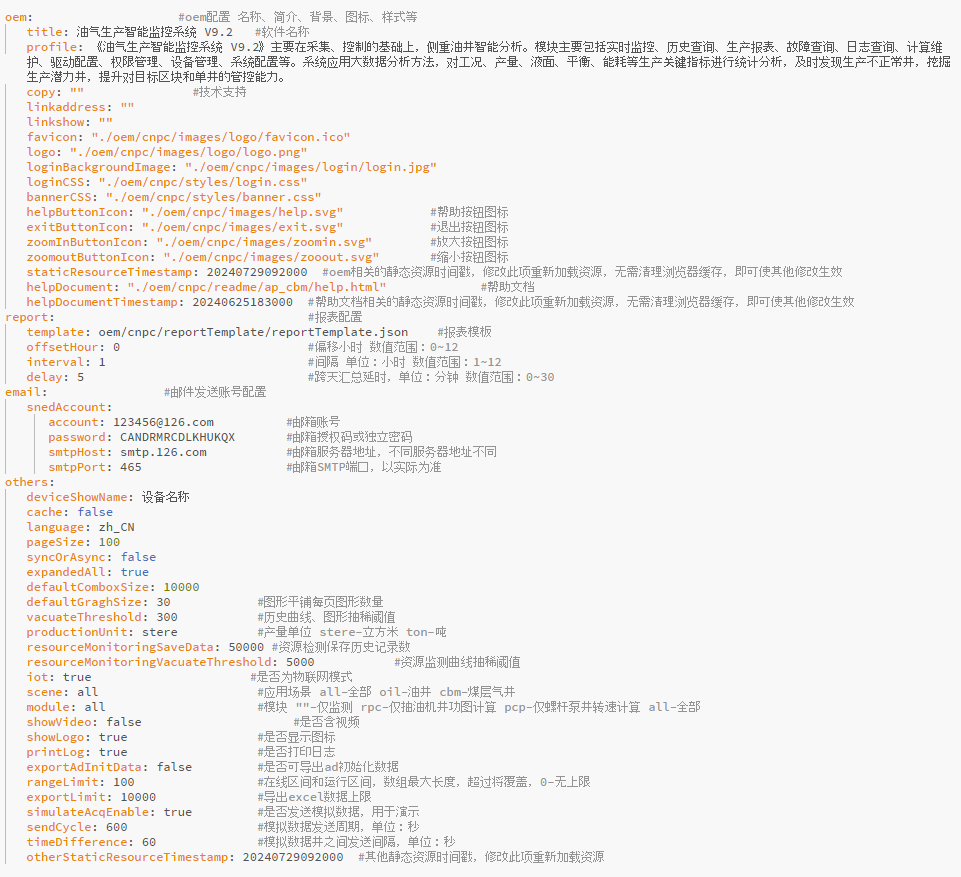 oem: #oem配置 名称、简介、背景、图标、样式等
title: 油气生产智能监控系统 V9.2 #软件名称
profile: 《油气生产智能监控系统 V9.2》主要在采集、控制的基础上，侧重油井智能分析。模块主要包括实时监控、历史查询、生产报表、故障查询、日志查询、计算维
护、驱动配置、权限管理、设备管理、系统配置等。系统应用大数据分析方法，对工况、产量、液面、平衡、能耗等生产关键指标进行统计分析，及时发现生产不正常井，挖掘
生产潜力井，提升对目标区块和单井的管控能力。
copy: "" #技术支持
linkaddress: ""
linkshow: ""
favicon: "./oem/cnpc/images/logo/favicon.ico"
logo: "./oem/cnpc/images/logo/logo.png"
loginBackgroundImage: "./oem/cnpc/images/login/login.jpg"
loginCSS: "./oem/cnpc/styles/login.css"
bannerCSS: "./oem/cnpc/styles/banner.css"
helpButtonIcon: "./oem/cnpc/images/help.svg" #帮助按钮图标
exitButtonIcon: "./oem/cnpc/images/exit.svg" #退出按钮图标
zoomInButtonIcon: "./oem/cnpc/images/zoomin.svg" #放大按钮图标
zoomoutButtonIcon: "./oem/cnpc/images/zooout.svg" #缩小按钮图标
staticResourceTimestamp: 20240729092000 #oem相关的静态资源时间戳，修改此项重新加载资源，无需清理浏览器缓存，即可使其他修改生效
helpDocument: "./oem/cnpc/readme/ap_cbm/help.html" #帮助文档
helpDocumentTimestamp: 20240625183000 #帮助文档相关的静态资源时间戳，修改此项重新加载资源，无需清理浏览器缓存，即可使其他修改生效
report: #报表配置
template: oem/cnpc/reportTemplate/reportTemplate.json #报表模板
offsetHour: 0 #偏移小时 数值范围：0~12
interval: 1 #间隔 单位：小时 数值范围：1~12
delay: 5 #跨天汇总延时，单位：分钟 数值范围：0~30
email: #邮件发送账号配置
snedAccount:
account: 123456@126.com #邮箱账号
password: CANDRMRCDLKHUKQX #邮箱授权码或独立密码
smtpHost: smtp.126.com #邮箱服务器地址，不同服务器地址不同
smtpPort: 465 #邮箱SMTP端口，以实际为准
others:
deviceShowName: 设备名称
cache: false
language: zh_CN
pageSize: 100
syncOrAsync: false
expandedAll: true
defaultComboxSize: 10000
defaultGraghSize: 30 #图形平铺每页图形数量
vacuateThreshold: 300 #历史曲线、图形抽稀阈值
productionUnit: stere #产量单位 stere-立方米 ton-吨
resourceMonitoringSaveData: 50000 #资源检测保存历史记录数
resourceMonitoringVacuateThreshold: 5000 #资源监测曲线抽稀阈值
iot: true #是否为物联网模式
scene: all #应用场景 all-全部 oil-油井 cbm-煤层气井
module: all #模块 ""-仅监测 rpc-仅抽油机井功图计算 pcp-仅螺杆泵井转速计算 all-全部
showVideo: false #是否含视频
showLogo: true #是否显示图标
printLog: true #是否打印日志
exportAdInitData: false #是否可导出ad初始化数据
rangeLimit: 100 #在线区间和运行区间，数组最大长度，超过将覆盖，0-无上限
exportLimit: 10000 #导出excel数据上限
simulateAcqEnable: true #是否发送模拟数据，用于演示
sendCycle: 600 #模拟数据发送周期，单位：秒
timeDifference: 60 #模拟数据井之间发送间隔，单位：秒
otherStaticResourceTimestamp: 20240729092000 #其他静态资源时间戳，修改此项重新加载资源